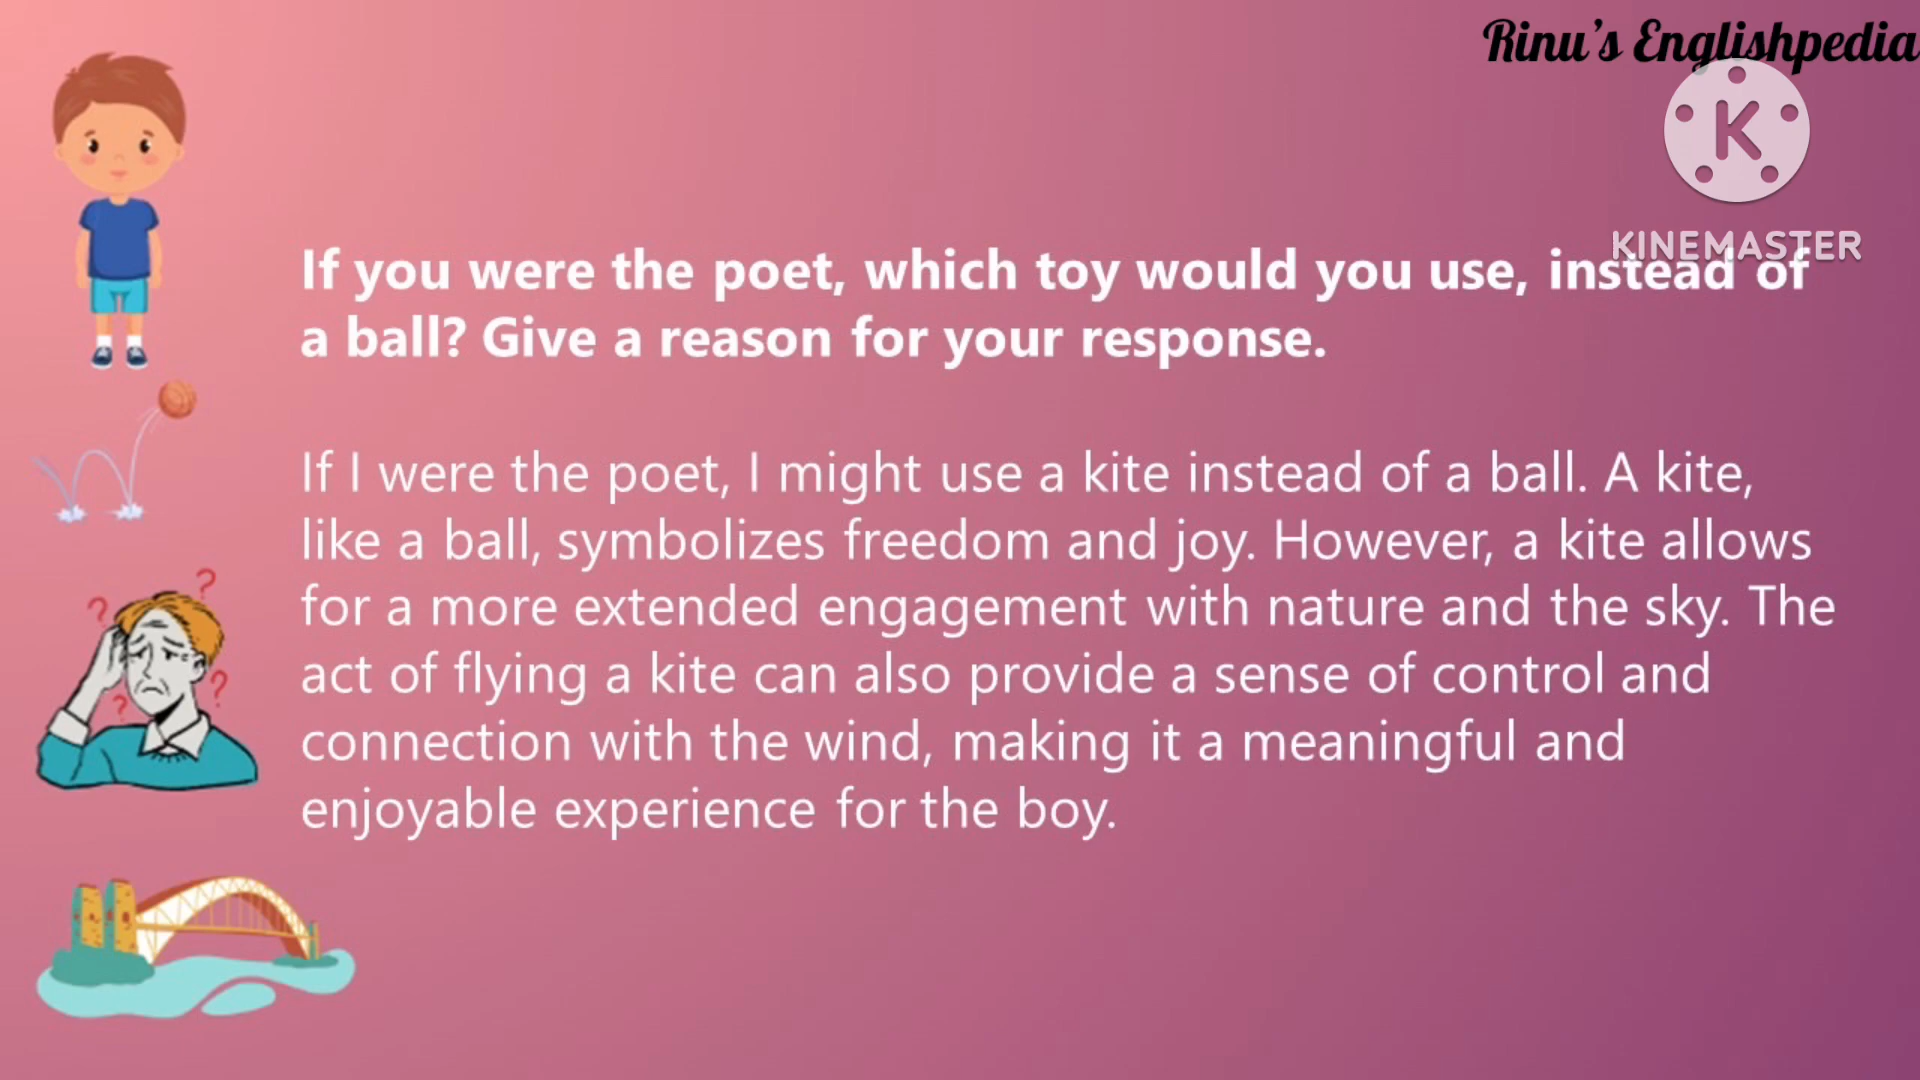 Rinu's Englishpedia
K
KINEMASTER
If you were the poet, which toy would you use, instead of
a ball? Give a reason for your response.
If I were the poet, I might use a kite instead of a ball. A kite,
like a ball, symbolizes freedom and joy. However, a kite allows
for a more extended engagement with nature and the sky. The
act of flying a kite can also provide a sense of control and
connection with the wind, making it a meaningful and
enjoyable experience for the boy.
? ?
? ?